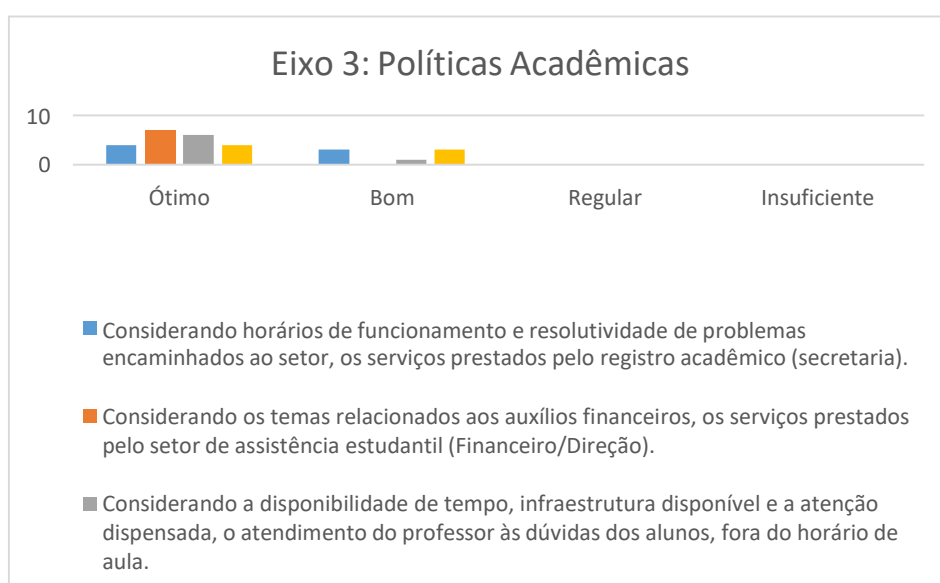 Eixo 3: Políticas Acadêmicas
10
0
Ótimo Bom Regular Insuficiente
Considerando horários de funcionamento e resolutividade de problemas
encaminhados ao setor, os serviços prestados pelo registro acadêmico (secretaria).
Considerando os temas relacionados aos auxílios financeiros, os serviços prestados
pelo setor de assistência estudantil (Financeiro/Direção).
Considerando a disponibilidade de tempo, infraestrutura disponível e a atenção
dispensada, o atendimento do professor às dúvidas dos alunos, fora do horário de
aula.